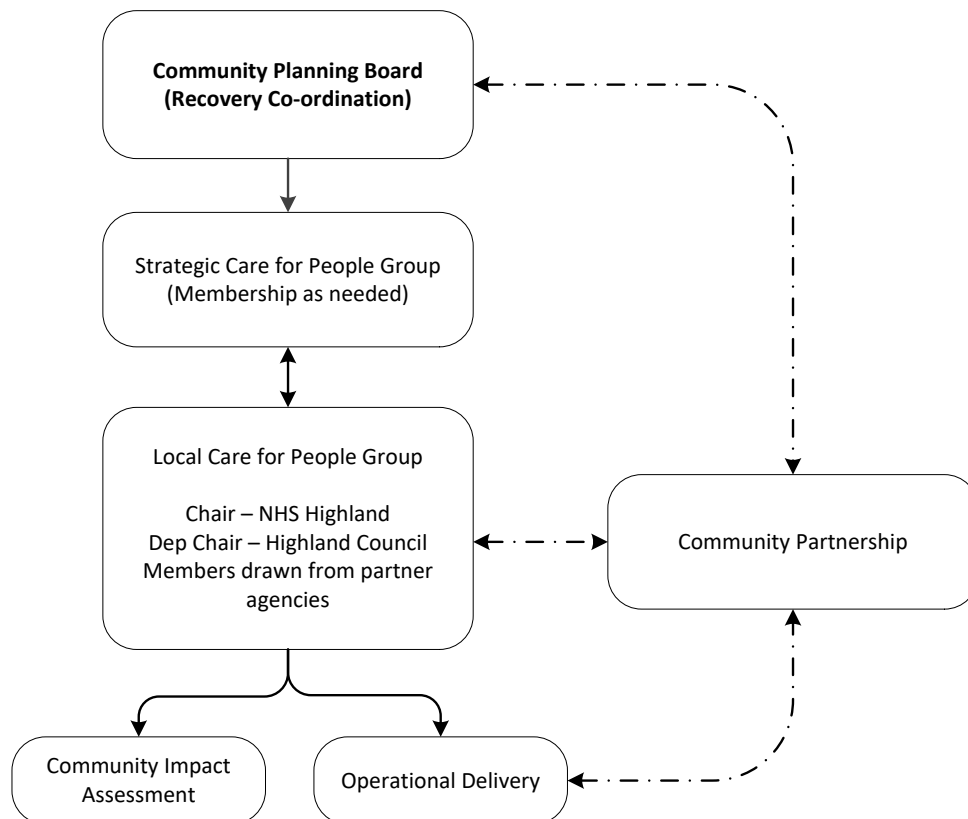 Community Planning Board
(Recovery Co-ordination)
Strategic Care for People Group
(Membership as needed)
Local Care for People Group
Chair – NHS Highland
Dep Chair – Highland Council
Members drawn from partner
agencies
Community Partnership
Community Impact
Assessment
Operational Delivery